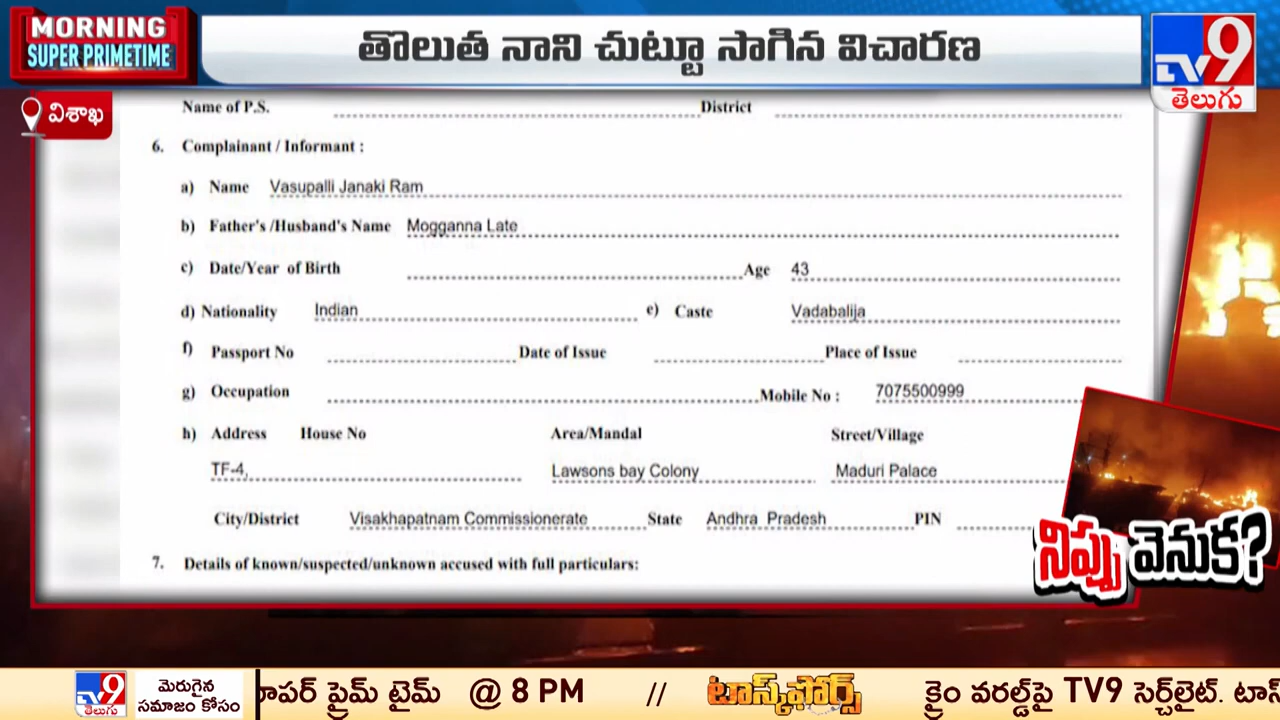 MORNING
SUPER PRIMETIME
తొలుత నాని చుట్టూ సాగిన విచారణ
TV9
తెలుగు
విశాఖ
Name of P.S. District
6. Complainant / Informant :
a) Name Vasupalli Janaki Ram
b) Father's /Husband's Name Mogganna Late
c) Date/Year of Birth Age 43
d) Nationality Indian e) Caste Vadabalija
f) Passport No Date of Issue Place of Issue
g) Occupation Mobile No : 7075500999
h) Address House No Area/Mandal Street/Village
TF-4, Lawsons bay Colony Maduri Palace
City/District Visakhapatnam Commissionerate State Andhra Pradesh PIN
7. Details of known/suspected/unknown accused with full particulars:
నిప్పు వెనుక?
TV9
తెలుగు
మెరుగైన
సమాజం కోసం
ప్రైమ్ టైమ్ @ 8 PM // టాస్క్‌ఫోర్స్ క్రైం వరల్డ్‌పై TV9 సెర్చ్‌లైట్.